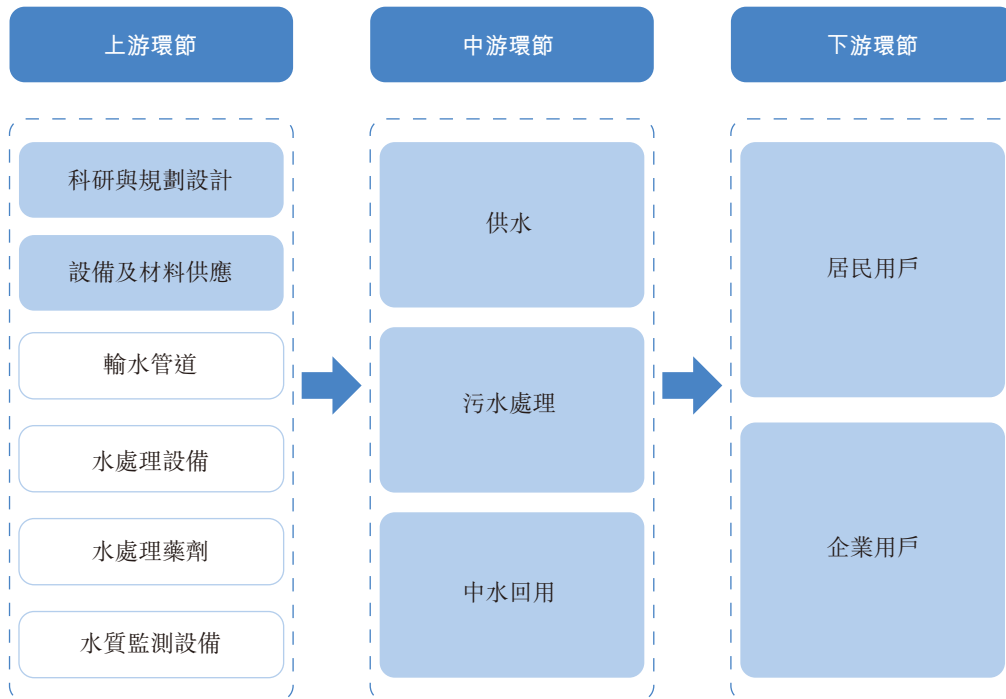 上游環節
中游環節
下游環節
科研與規劃設計
設備及材料供應
輸水管道
水處理設備
水處理藥劑
水質監測設備
供水
污水處理
中水回用
居民用戶
企業用戶